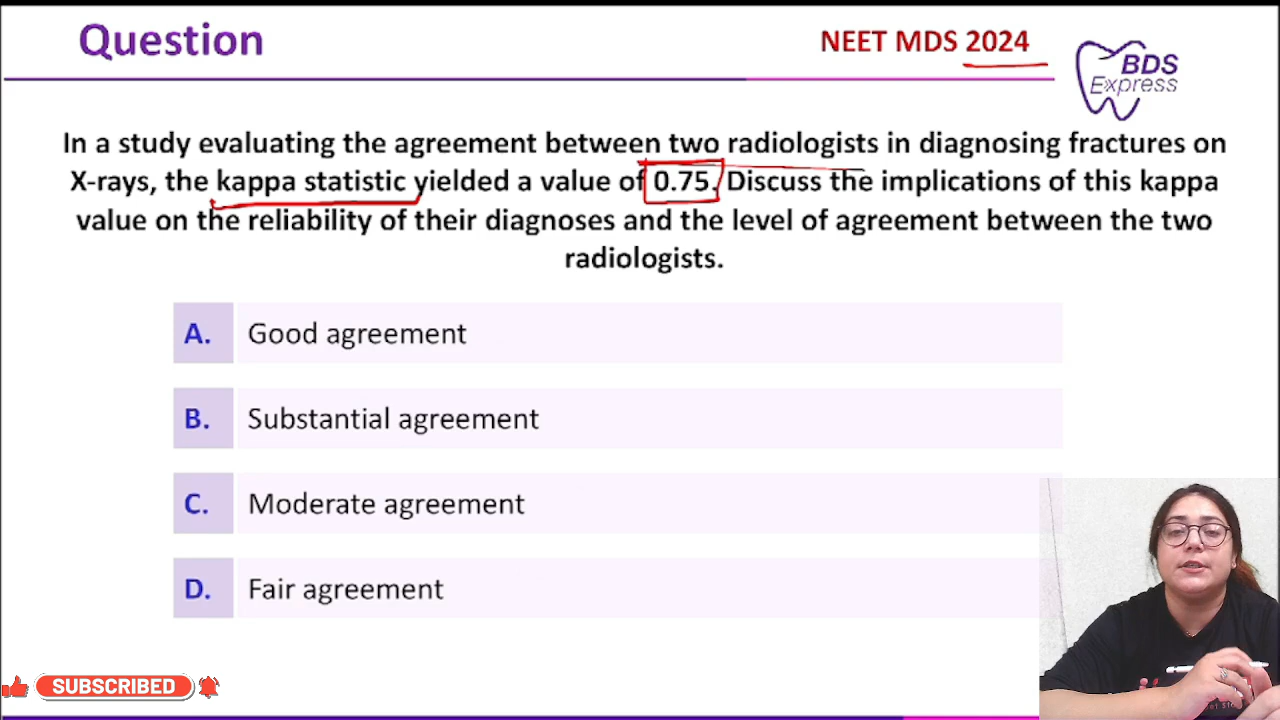 Question
NEET MDS 2024
BDS
Express
In a study evaluating the agreement between two radiologists in diagnosing fractures on
X-rays, the kappa statistic yielded a value of 0.75. Discuss the implications of this kappa
value on the reliability of their diagnoses and the level of agreement between the two
radiologists.
A. Good agreement
B. Substantial agreement
C. Moderate agreement
D. Fair agreement
SUBSCRIBED